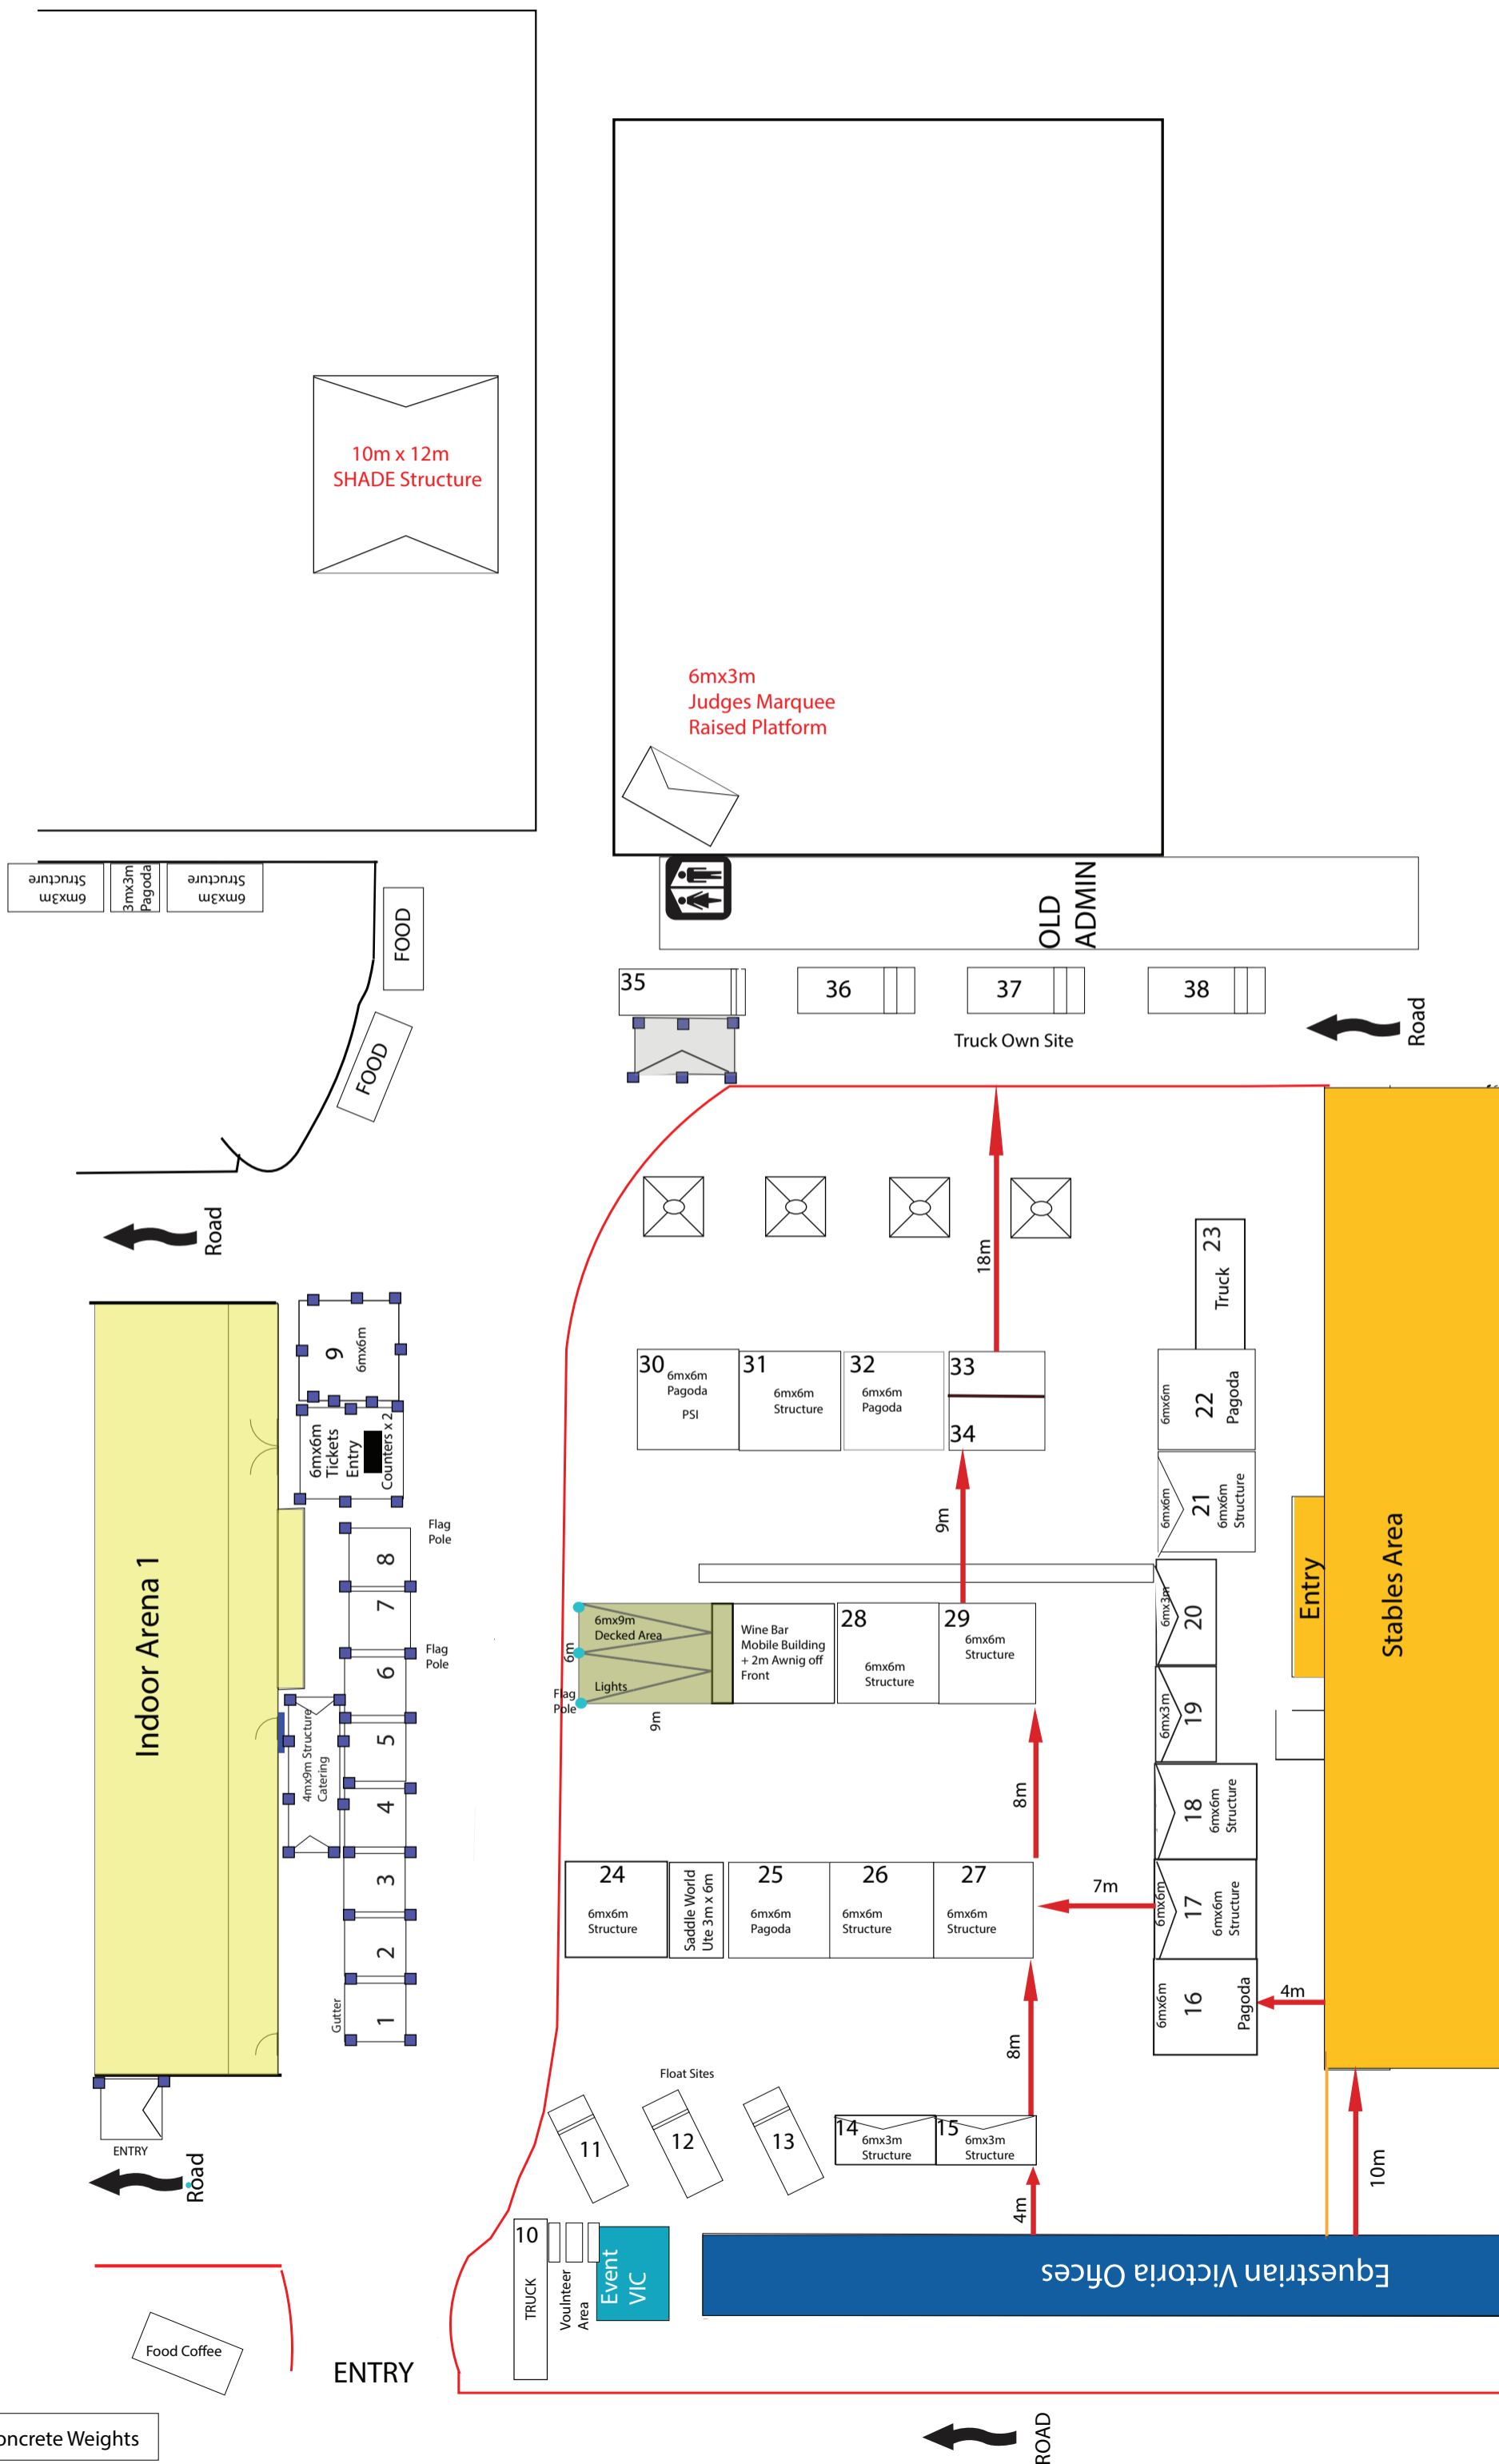 10m x 12m
SHADE Structure
6mx3m
Judges Marquee
Raised Platform
6mx3m
Structure
3mx3m
Pagoda
6mx3m
Structure
FOOD
FOOD
OLD
ADMIN
35
36
37
38
Truck Own Site
Road
Road
18m
23
Truck
9
6mx6m
6mx6m
Tickets
Entry
Counters x 2
30
6mx6m
Pagoda
PSI
31
6mx6m
Structure
32
6mx6m
Pagoda
33
34
6mx6m
22
Pagoda
6mx6m
21
6mx6m
Structure
9m
Indoor Arena 1
Flag
Pole
8
7
Flag
Pole
6
5
4
3
2
1
Gutter
4mx9m Structure
Catering
6mx9m
Decked Area
Lights
6m
Flag
Pole
9m
Wine Bar
Mobile Building
+ 2m Awnig off
Front
28
6mx6m
Structure
29
6mx6m
Structure
6mx3m
20
6mx3m
19
Entry
Stables Area
8m
18
6mx6m
Structure
24
6mx6m
Structure
Saddle World
Ute 3m x 6m
25
6mx6m
Pagoda
26
6mx6m
Structure
27
6mx6m
Structure
7m
6mx6m
17
6mx6m
Structure
6mx6m
16
Pagoda
4m
8m
Float Sites
11
12
13
14
6mx3m
Structure
15
6mx3m
Structure
ENTRY
Road
4m
10m
10
TRUCK
Voulnteer
Area
Event
VIC
Equestrian Victoria Ofices
Food Coffee
ENTRY
oncrete Weights
ROAD